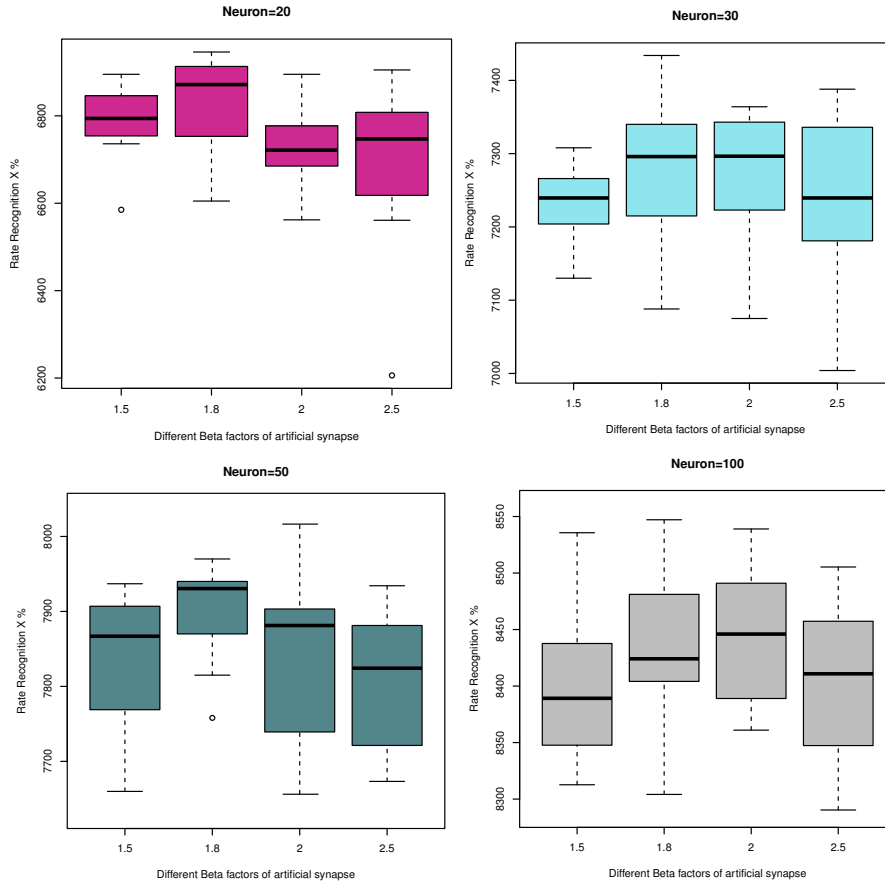 Neuron=20
Rate Recognition X %
6800
6600
6400
6200
1.5 1.8 2 2.5
Different Beta factors of artificial synapse
Neuron=30
Rate Recognition X %
7400
7300
7200
7100
7000
1.5 1.8 2 2.5
Different Beta factors of artificial synapse
Neuron=50
Rate Recognition X %
8000
7900
7800
7700
1.5 1.8 2 2.5
Different Beta factors of artificial synapse
Neuron=100
Rate Recognition X %
8550
8500
8450
8400
8350
8300
1.5 1.8 2 2.5
Different Beta factors of artificial synapse